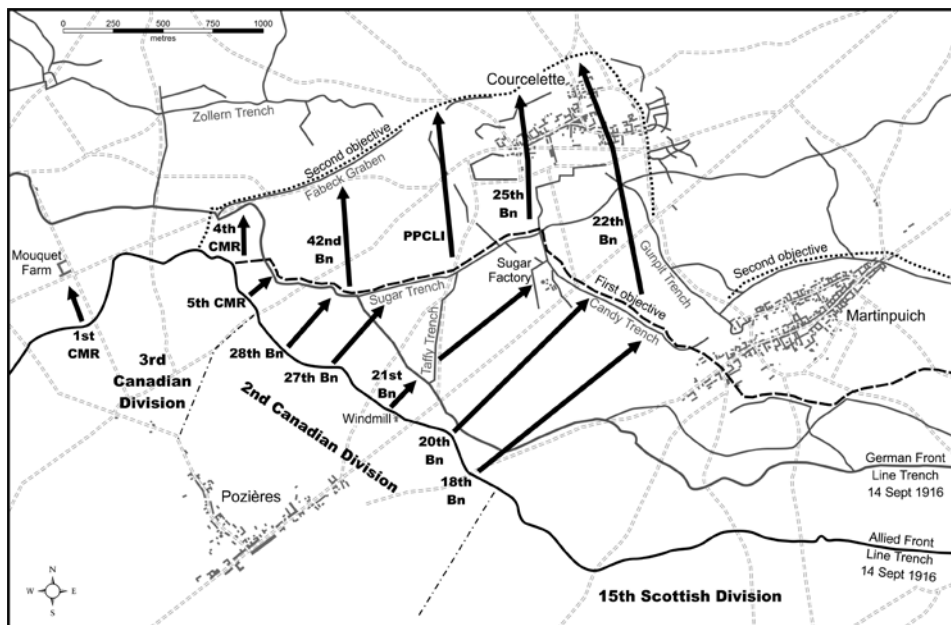 0 250 500 750 1000
metres
Courcelette
Zollern Trench
Second objective
Fabeck Graben
4th
CMR
42nd
Bn
PPCLI
25th
Bn
22th
Bn
Gunpit Trench
Second objective
Mouquet
Farm
Sugar
Factory
5th CMR
Sugar Trench
First objective
Candy Trench
Martinpuich
1st
CMR
28th Bn
Taffy Trench
3rd
Canadian
Division
27th Bn
21st
Bn
2nd Canadian Division
Windmill
20th
Bn
18th
Bn
German Front
Line Trench
14 Sept 1916
Pozières
Allied Front
Line Trench
14 Sept 1916
N
W E
S
15th Scottish Division